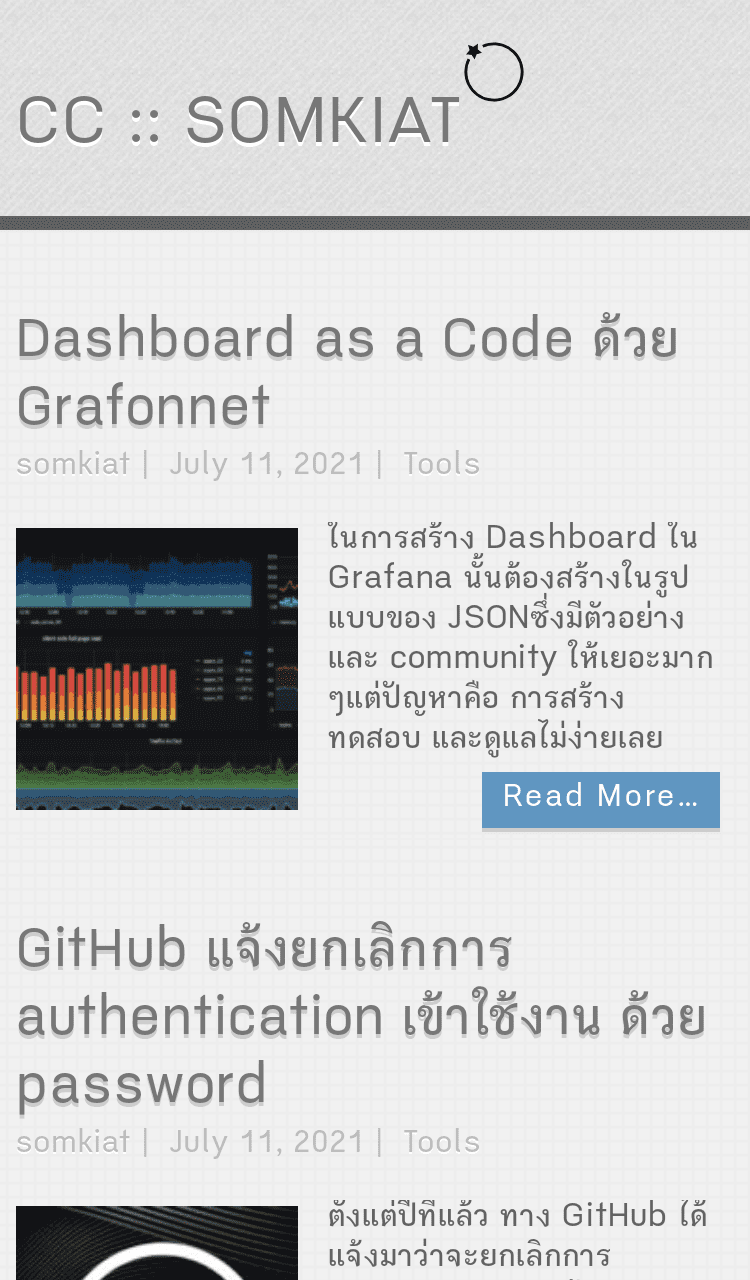 CC :: SOMKIAT
Dashboard as a Code ด้วย
Grafonnet
somkiat | July 11, 2021 | Tools
ในการสร้าง Dashboard ใน
Grafana นั้นต้องสร้างในรูป
แบบของ JSONซึ่งมีตัวอย่าง
และ community ให้เยอะมาก
ๆแต่ปัญหาคือ การสร้าง
ทดสอบ และดูแลไม่ง่ายเลย
Read More...
GitHub แจ้งยกเลิกการ
authentication เข้าใช้งาน ด้วย
password
somkiat | July 11, 2021 | Tools
ตั้งแต่ปีที่แล้ว ทาง GitHub ได้
แจ้งมาว่าจะยกเลิกการ